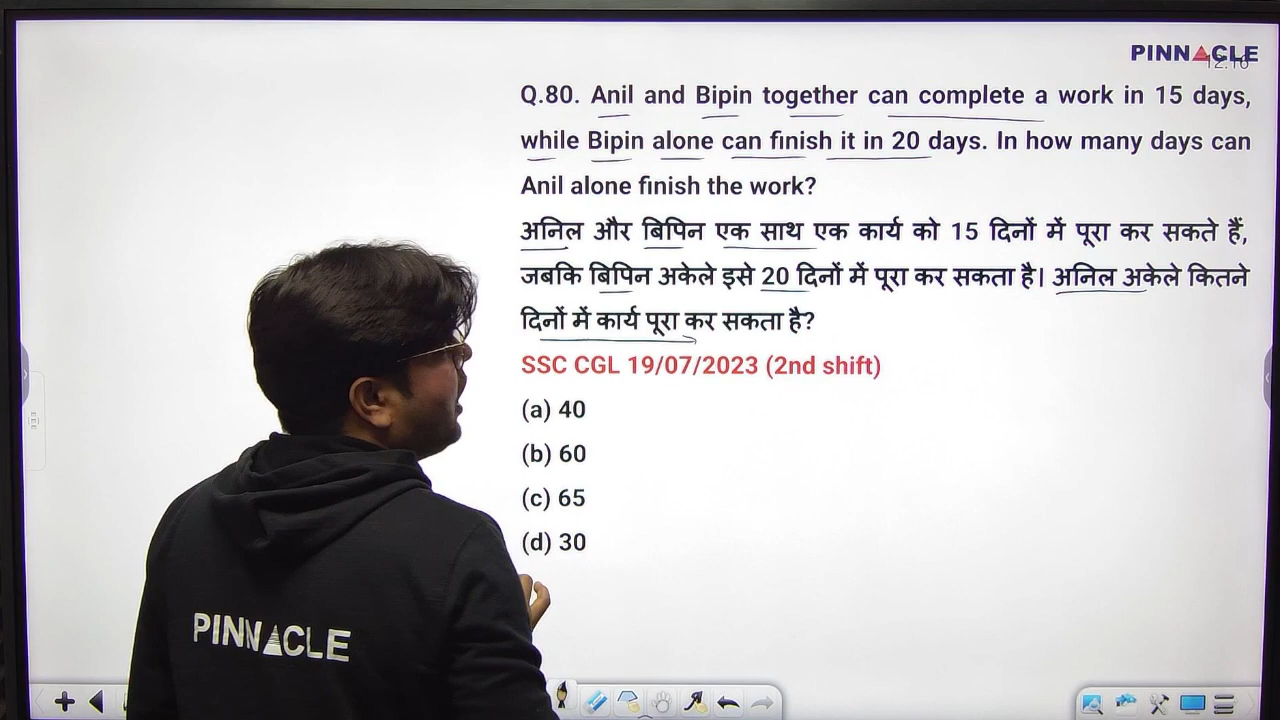 PINNACLE
12:16
Q.80. Anil and Bipin together can complete a work in 15 days,
while Bipin alone can finish it in 20 days. In how many days can
Anil alone finish the work?
अनिल और बिपिन एक साथ एक कार्य को 15 दिनों में पूरा कर सकते हैं,
जबकि बिपिन अकेले इसे 20 दिनों में पूरा कर सकता है। अनिल अकेले कितने
दिनों में कार्य पूरा कर सकता है?
SSC CGL 19/07/2023 (2nd shift)
(a) 40
(b) 60
(c) 65
(d) 30
PINNACLE